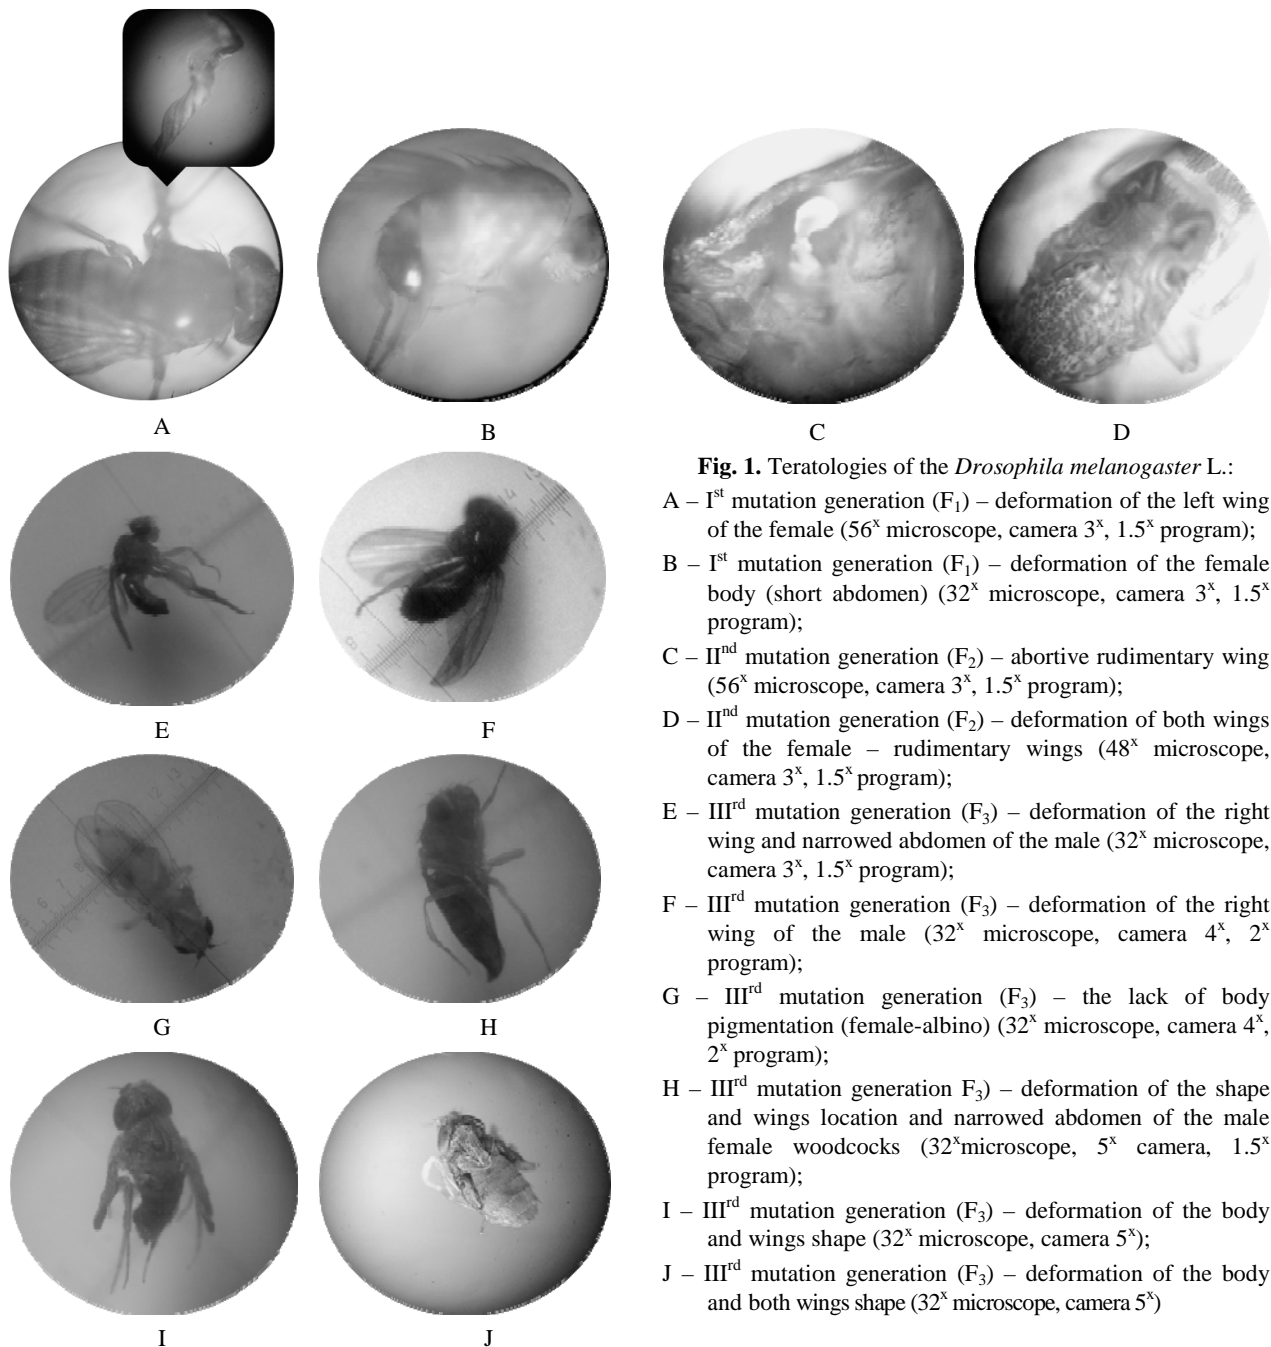 A
B
C
D
Fig. 1. Teratologies of the Drosophila melanogaster L.:
A – Iˢᵗ mutation generation (F₁) – deformation of the left wing
of the female (56ˣ microscope, camera 3ˣ, 1.5ˣ program);
B – Iˢᵗ mutation generation (F₁) – deformation of the female
body (short abdomen) (32ˣ microscope, camera 3ˣ, 1.5ˣ
program);
C – IIⁿᵈ mutation generation (F₂) – abortive rudimentary wing
(56ˣ microscope, camera 3ˣ, 1.5ˣ program);
D – IIⁿᵈ mutation generation (F₂) – deformation of both wings
of the female – rudimentary wings (48ˣ microscope,
camera 3ˣ, 1.5ˣ program);
E – IIIʳᵈ mutation generation (F₃) – deformation of the right
wing and narrowed abdomen of the male (32ˣ microscope,
camera 3ˣ, 1.5ˣ program);
F – IIIʳᵈ mutation generation (F₃) – deformation of the right
wing of the male (32ˣ microscope, camera 4ˣ, 2ˣ
program);
G – IIIʳᵈ mutation generation (F₃) – the lack of body
pigmentation (female-albino) (32ˣ microscope, camera 4ˣ,
2ˣ program);
H – IIIʳᵈ mutation generation F₃) – deformation of the shape
and wings location and narrowed abdomen of the male
female woodcocks (32ˣmicroscope, 5ˣ camera, 1.5ˣ
program);
I – IIIʳᵈ mutation generation (F₃) – deformation of the body
and wings shape (32ˣ microscope, camera 5ˣ);
J – IIIʳᵈ mutation generation (F₃) – deformation of the body
and both wings shape (32ˣ microscope, camera 5ˣ)
E
F
G
H
I
J